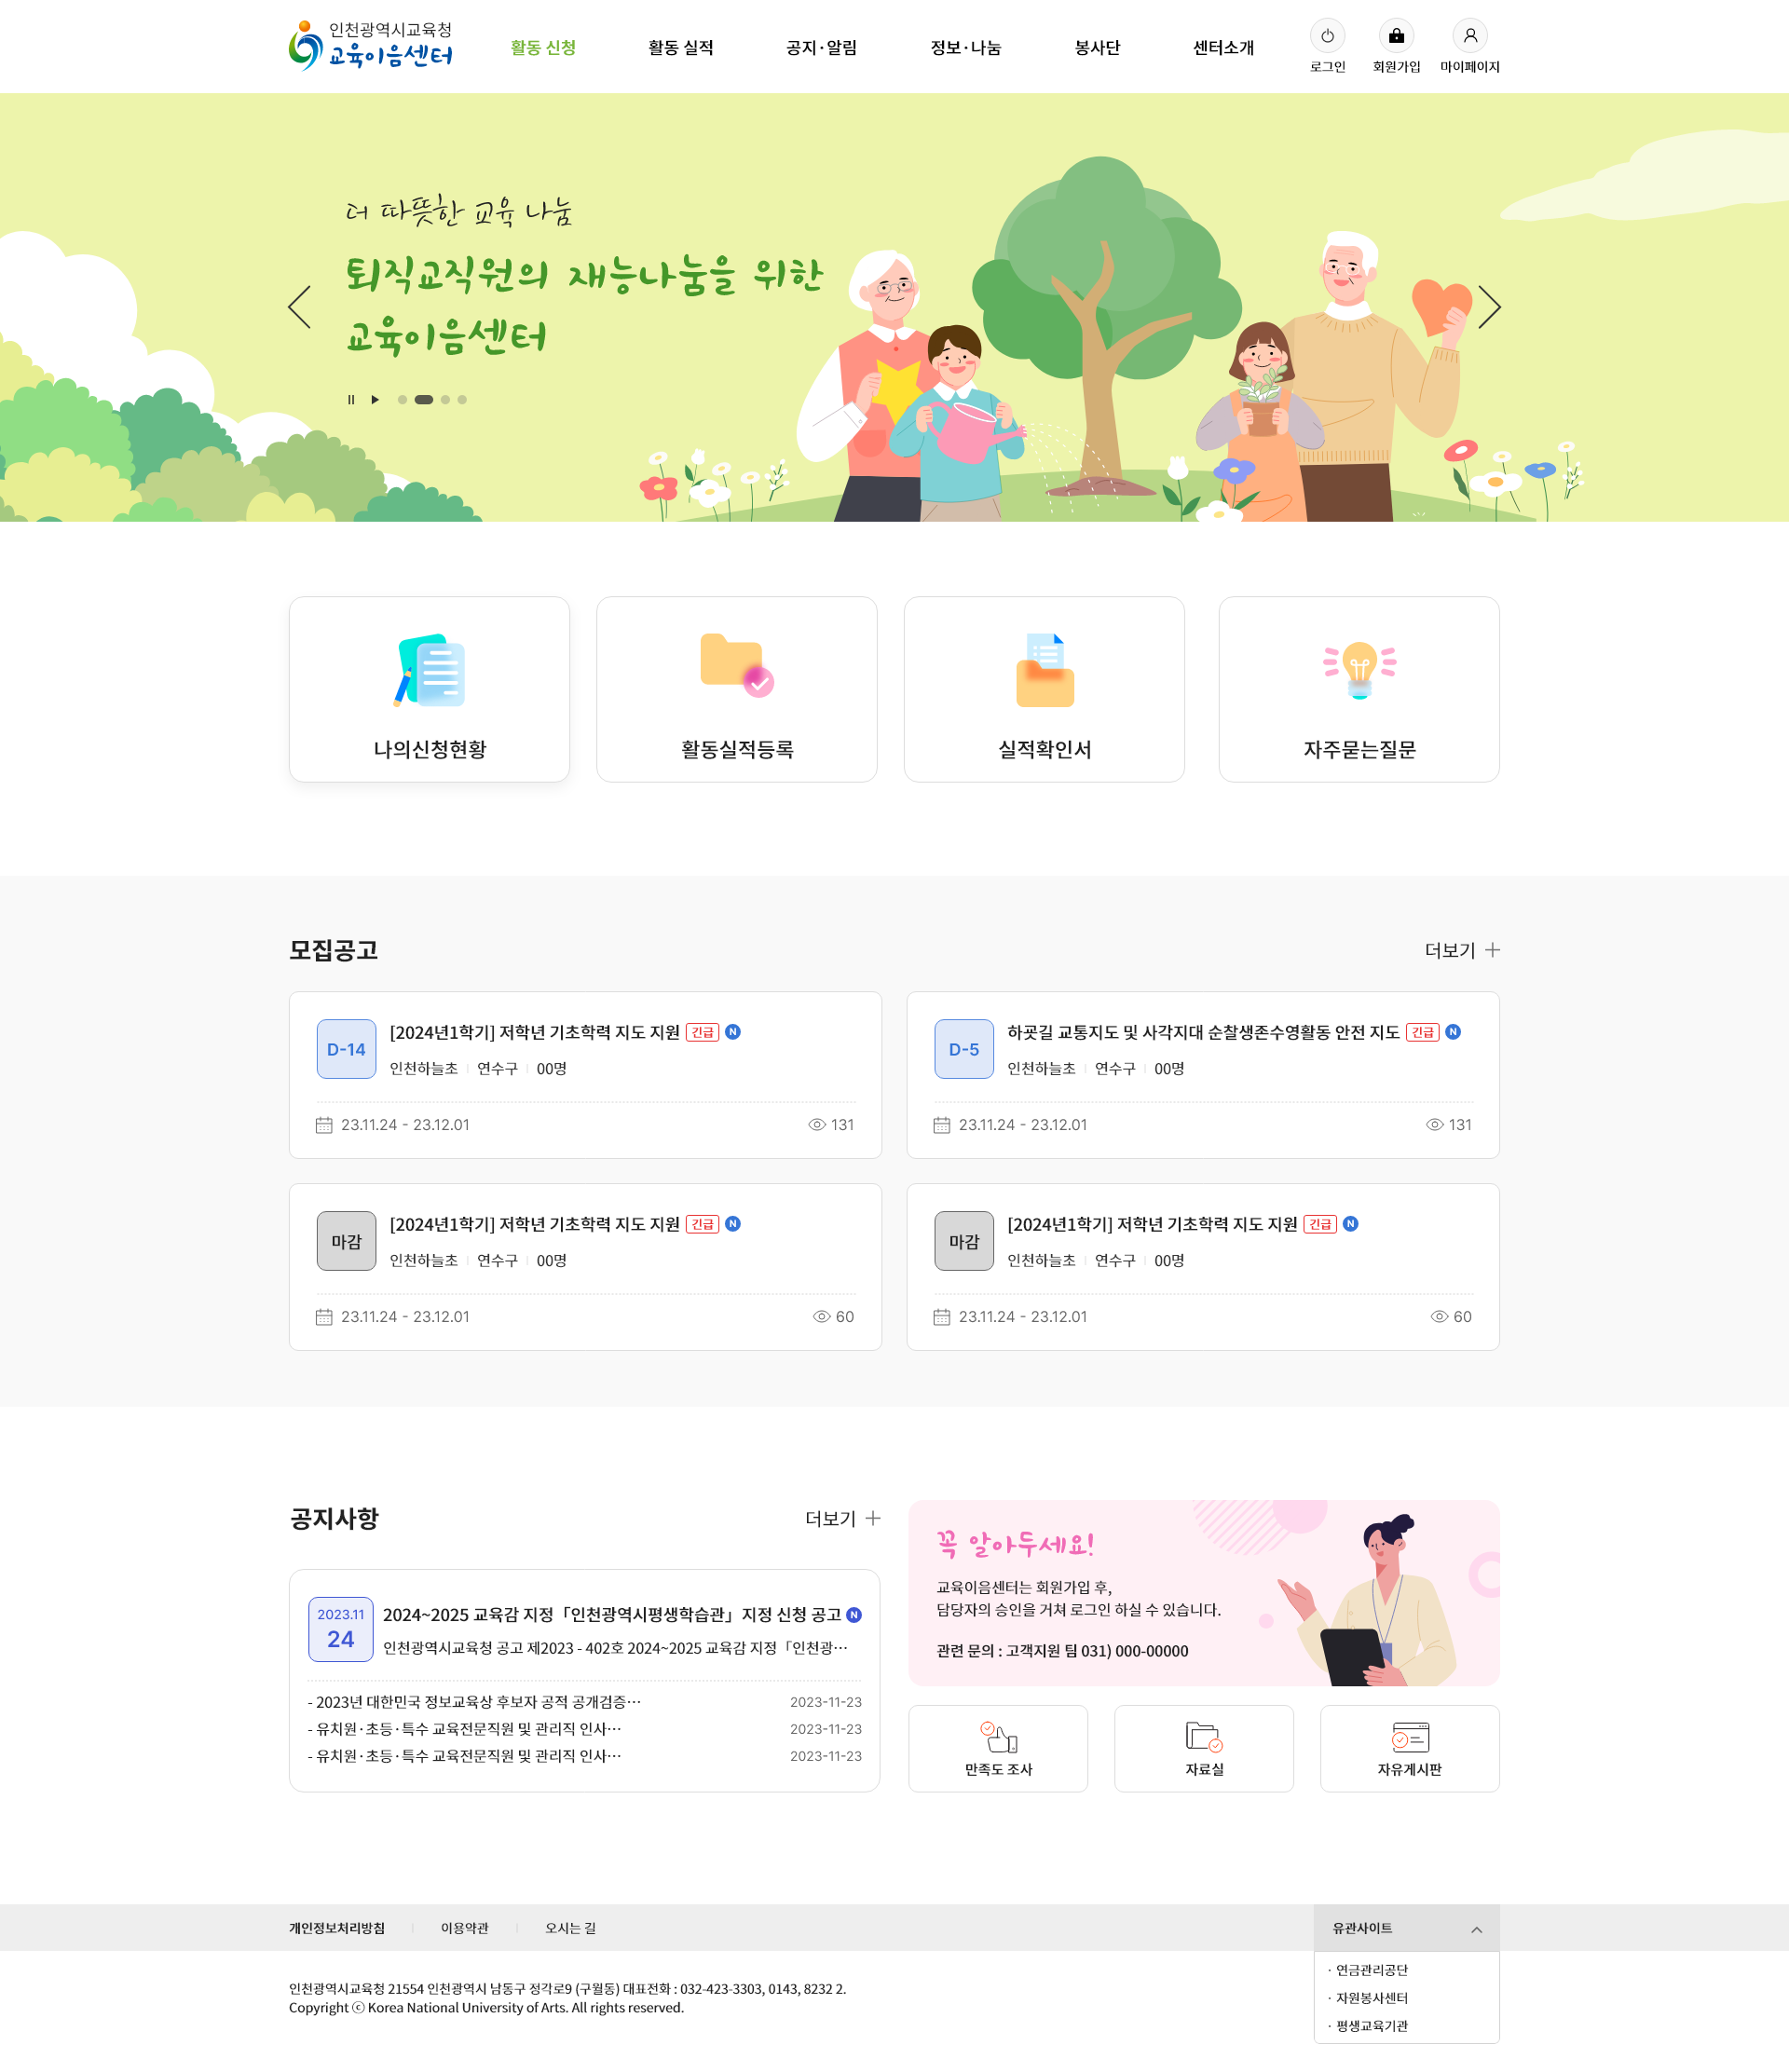 인천광역시교육청
교육이음센터
활동 신청
활동 실적
공지·알림
정보·나눔
봉사단
센터소개
로그인
회원가입
마이페이지
더 따뜻한 교육 나눔
퇴직교직원의 재능나눔을 위한
교육이음센터
나의신청현황
활동실적등록
실적확인서
자주묻는질문
모집공고
더보기
D-14
[2024년1학기] 저학년 기초학력 지도 지원 긴급 N
인천하늘초 연수구 00명
23.11.24 - 23.12.01
131
D-5
하굣길 교통지도 및 사각지대 순찰생존수영활동 안전 지도 긴급 N
인천하늘초 연수구 00명
23.11.24 - 23.12.01
131
마감
[2024년1학기] 저학년 기초학력 지도 지원 긴급 N
인천하늘초 연수구 00명
23.11.24 - 23.12.01
60
마감
[2024년1학기] 저학년 기초학력 지도 지원 긴급 N
인천하늘초 연수구 00명
23.11.24 - 23.12.01
60
공지사항
더보기
2023.11
24
2024~2025 교육감 지정「인천광역시평생학습관」지정 신청 공고 N
인천광역시교육청 공고 제2023 - 402호 2024~2025 교육감 지정「인천광…
- 2023년 대한민국 정보교육상 후보자 공적 공개검증… 2023-11-23
- 유치원·초등·특수 교육전문직원 및 관리직 인사… 2023-11-23
- 유치원·초등·특수 교육전문직원 및 관리직 인사… 2023-11-23
꼭 알아두세요!
교육이음센터는 회원가입 후,
담당자의 승인을 거쳐 로그인 하실 수 있습니다.
관련 문의 : 고객지원 팀 031) 000-00000
만족도 조사
자료실
자유게시판
개인정보처리방침
이용약관
오시는 길
유관사이트
· 연금관리공단
· 자원봉사센터
· 평생교육기관
인천광역시교육청 21554 인천광역시 남동구 정각로9 (구월동) 대표전화 : 032-423-3303, 0143, 8232 2.
Copyright ⓒ Korea National University of Arts. All rights reserved.